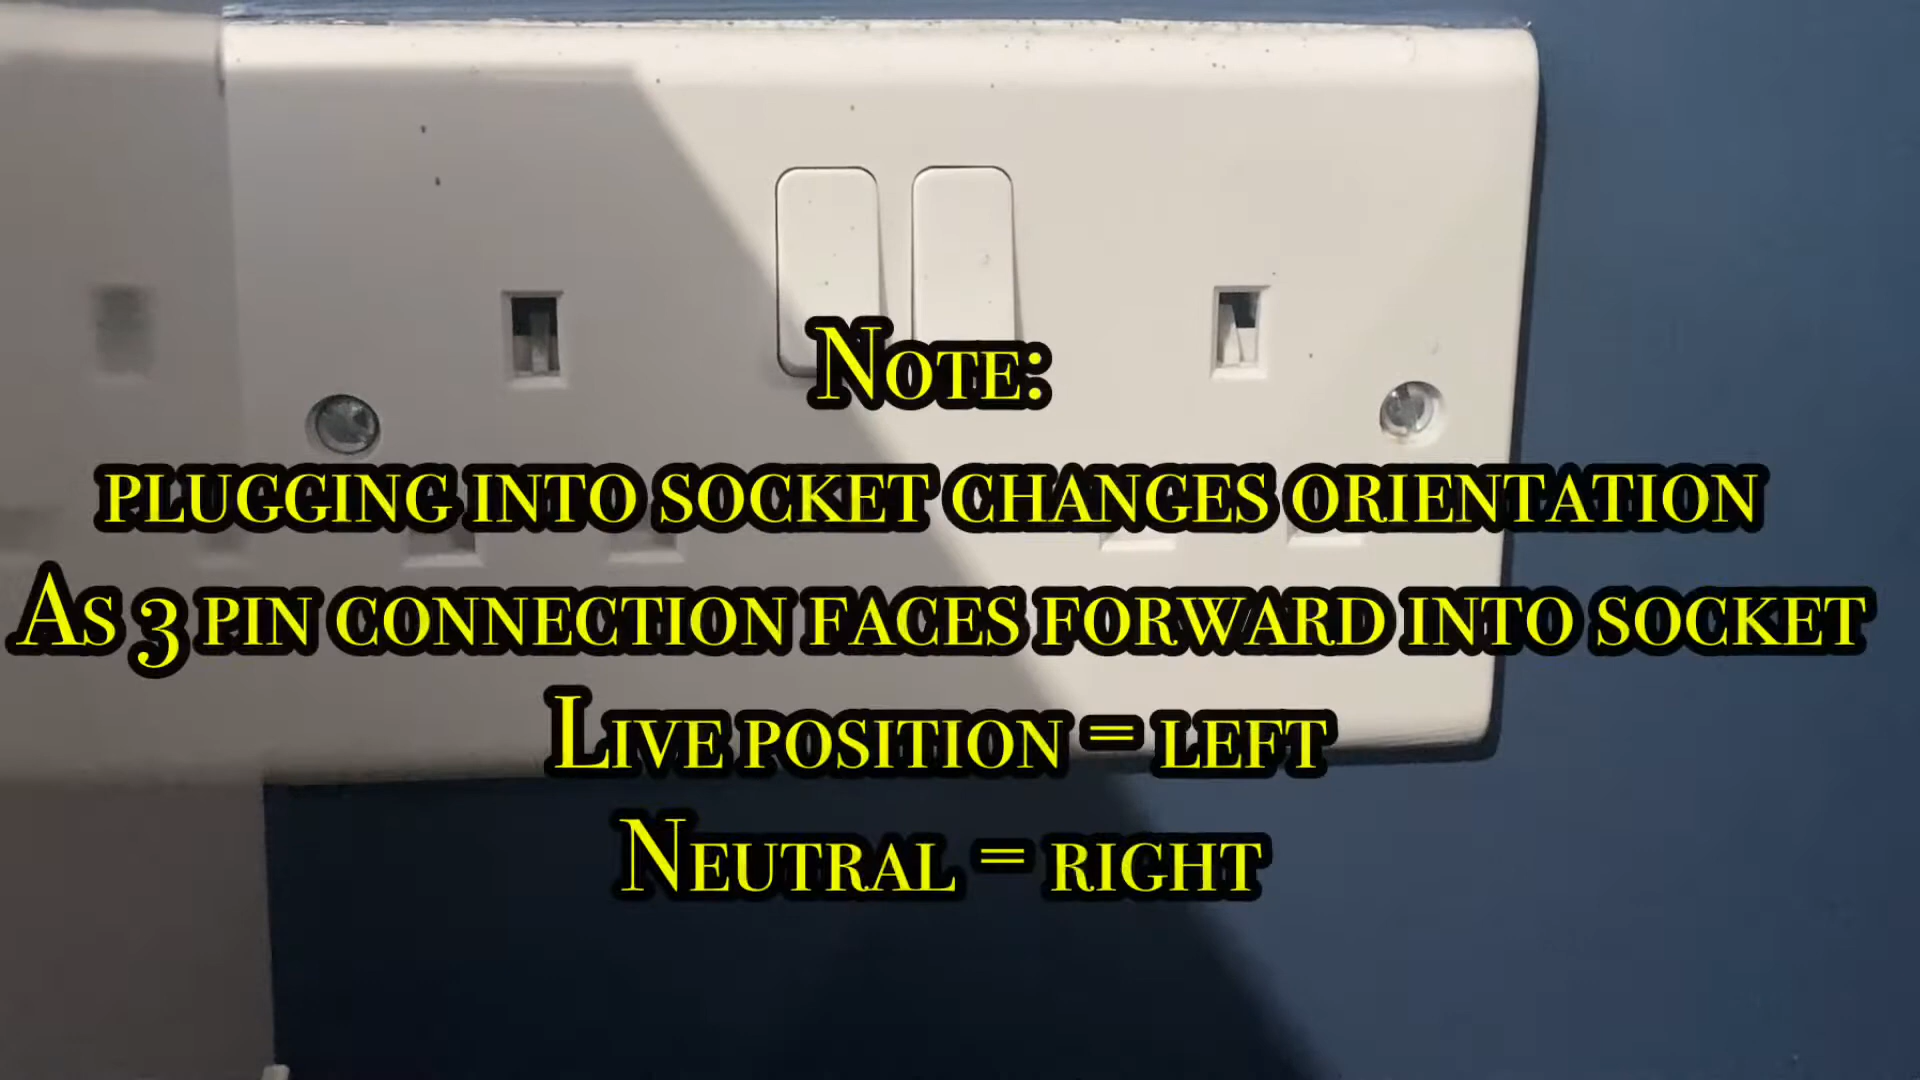 Note:
plugging into socket changes orientation
As 3 pin connection faces forward into socket
Live position = left
Neutral = right